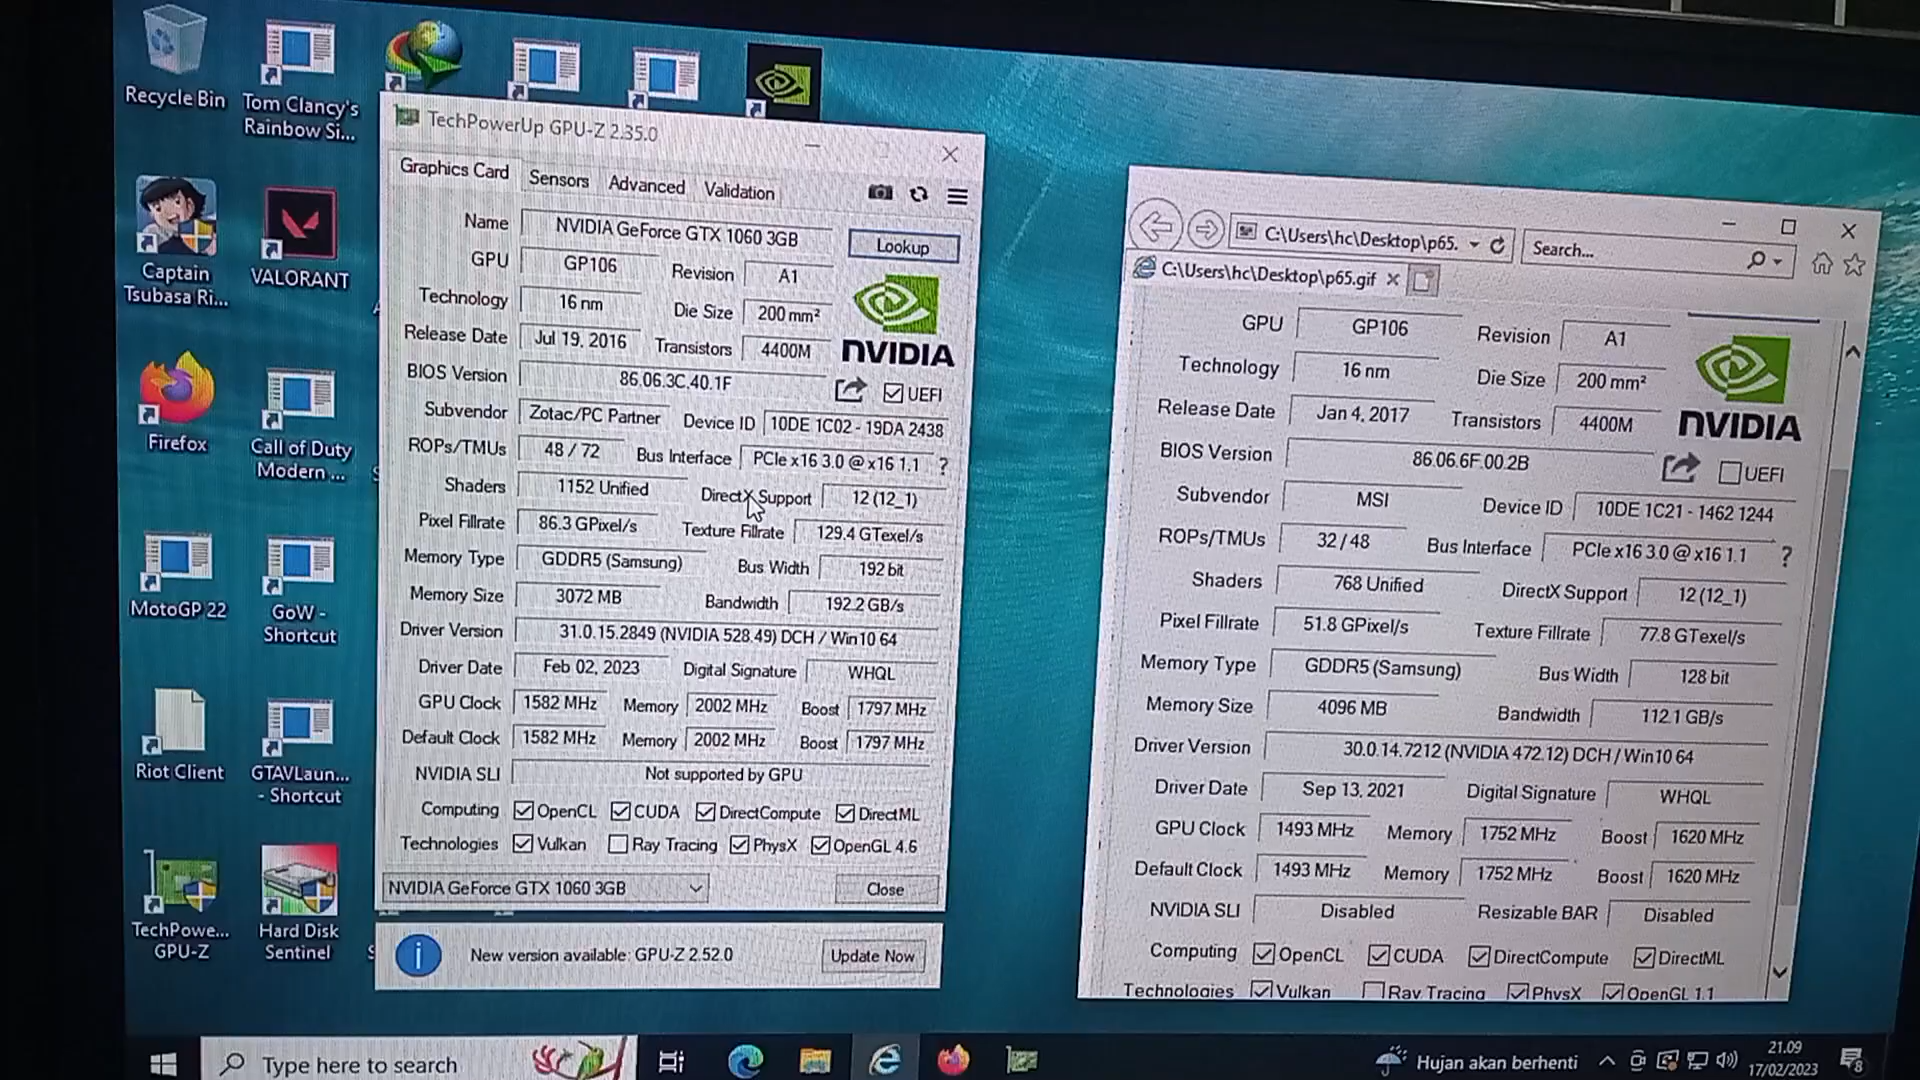 Recycle Bin
Tom Clancy's
Rainbow Si...
Captain
Tsubasa Ri...
VALORANT
Firefox
Call of Duty
Modern ...
MotoGP 22
GoW -
Shortcut
Riot Client
GTAVLaun...
- Shortcut
TechPowe...
GPU-Z
Hard Disk
Sentinel
TechPowerUp GPU-Z 2.35.0
Graphics Card Sensors Advanced Validation
Name NVIDIA GeForce GTX 1060 3GB Lookup
GPU GP106 Revision A1
Technology 16 nm Die Size 200 mm²
Release Date Jul 19, 2016 Transistors 4400M
NVIDIA
BIOS Version 86.06.3C.40.1F UEFI
Subvendor Zotac/PC Partner Device ID 10DE 1C02 - 19DA 2438
ROPs/TMUs 48 / 72 Bus Interface PCIe x16 3.0 @ x16 1.1 ?
Shaders 1152 Unified DirectX Support 12 (12_1)
Pixel Fillrate 86.3 GPixel/s Texture Fillrate 129.4 GTexel/s
Memory Type GDDR5 (Samsung) Bus Width 192 bit
Memory Size 3072 MB Bandwidth 192.2 GB/s
Driver Version 31.0.15.2849 (NVIDIA 528.49) DCH / Win10 64
Driver Date Feb 02, 2023 Digital Signature WHQL
GPU Clock 1582 MHz Memory 2002 MHz Boost 1797 MHz
Default Clock 1582 MHz Memory 2002 MHz Boost 1797 MHz
NVIDIA SLI Not supported by GPU
Computing OpenCL CUDA DirectCompute DirectML
Technologies Vulkan Ray Tracing PhysX OpenGL 4.6
NVIDIA GeForce GTX 1060 3GB Close
New version available: GPU-Z 2.52.0 Update Now
C:\Users\hc\Desktop\p65. Search...
C:\Users\hc\Desktop\p65.gif
GPU GP106 Revision A1
Technology 16 nm Die Size 200 mm²
Release Date Jan 4, 2017 Transistors 4400M
NVIDIA
BIOS Version 86.06.6F.00.2B UEFI
Subvendor MSI Device ID 10DE 1C21 - 1462 1244
ROPs/TMUs 32 / 48 Bus Interface PCIe x16 3.0 @ x16 1.1 ?
Shaders 768 Unified DirectX Support 12 (12_1)
Pixel Fillrate 51.8 GPixel/s Texture Fillrate 77.8 GTexel/s
Memory Type GDDR5 (Samsung) Bus Width 128 bit
Memory Size 4096 MB Bandwidth 112.1 GB/s
Driver Version 30.0.14.7212 (NVIDIA 472.12) DCH / Win10 64
Driver Date Sep 13, 2021 Digital Signature WHQL
GPU Clock 1493 MHz Memory 1752 MHz Boost 1620 MHz
Default Clock 1493 MHz Memory 1752 MHz Boost 1620 MHz
NVIDIA SLI Disabled Resizable BAR Disabled
Computing OpenCL CUDA DirectCompute DirectML
Technologies Vulkan Ray Tracing PhysX OpenGL 1.1
Type here to search
Hujan akan berhenti
21.09
17/02/2023
8